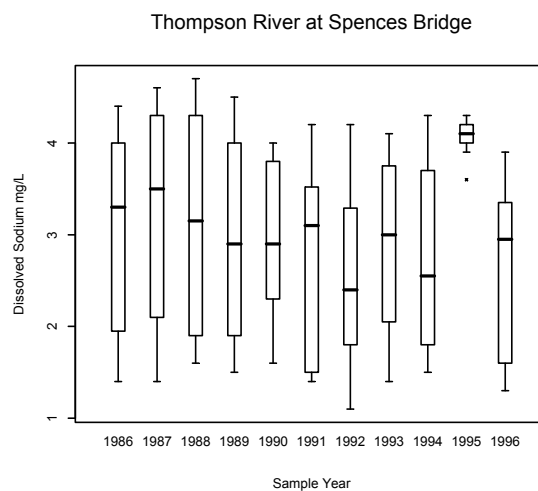 Thompson River at Spences Bridge
Dissolved Sodium mg/L
4
3
2
1
1986 1987 1988 1989 1990 1991 1992 1993 1994 1995 1996
Sample Year